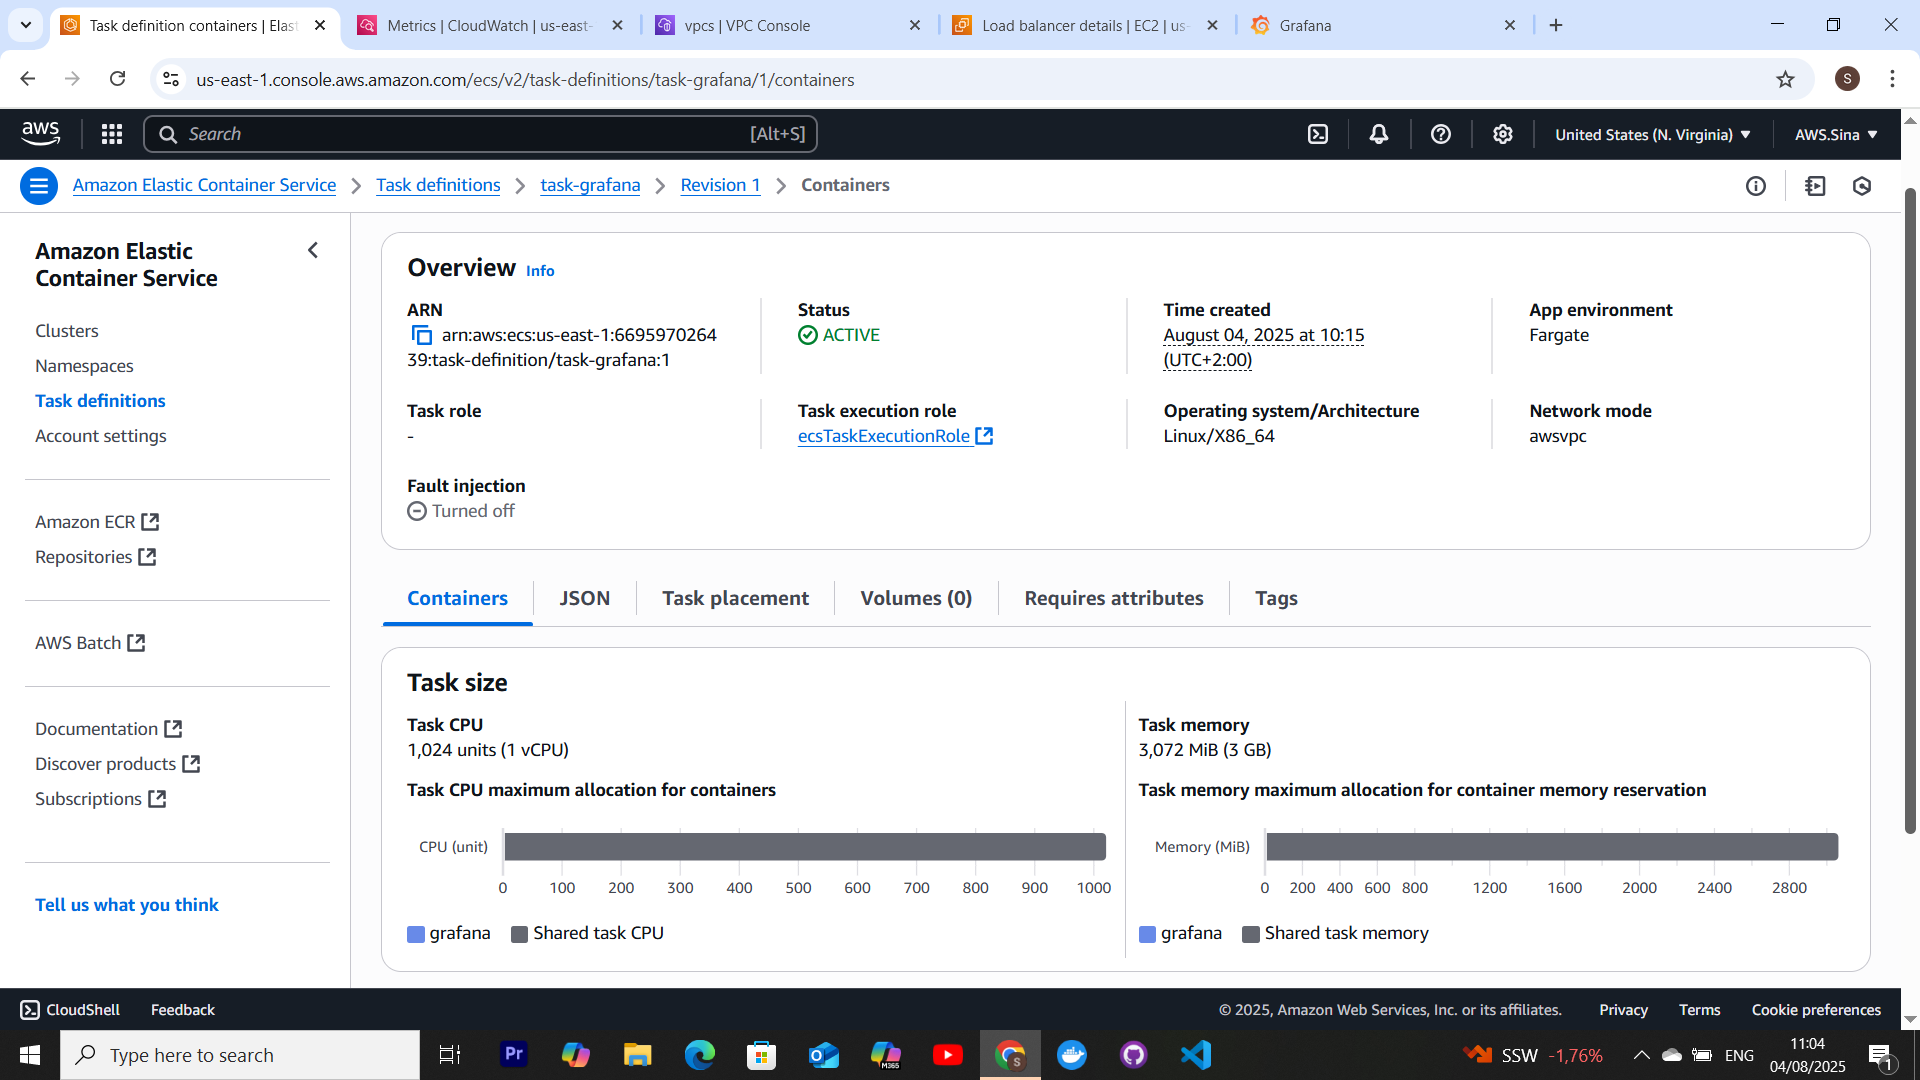 Task definition containers | Elast
Metrics | CloudWatch | us-east-
vpcs | VPC Console
Load balancer details | EC2 | us-
Grafana
us-east-1.console.aws.amazon.com/ecs/v2/task-definitions/task-grafana/1/containers
S
aws
Search
[Alt+S]
United States (N. Virginia)
AWS.Sina
Amazon Elastic Container Service
Task definitions
task-grafana
Revision 1
Containers
Amazon Elastic
Container Service
Clusters
Namespaces
Task definitions
Account settings
Amazon ECR
Repositories
AWS Batch
Documentation
Discover products
Subscriptions
Tell us what you think
Overview Info
ARN
arn:aws:ecs:us-east-1:6695970264
39:task-definition/task-grafana:1
Status
ACTIVE
Time created
August 04, 2025 at 10:15
(UTC+2:00)
App environment
Fargate
Task role
-
Task execution role
ecsTaskExecutionRole
Operating system/Architecture
Linux/X86_64
Network mode
awsvpc
Fault injection
Turned off
Containers
JSON
Task placement
Volumes (0)
Requires attributes
Tags
Task size
Task CPU
1,024 units (1 vCPU)
Task CPU maximum allocation for containers
CPU (unit)
0 100 200 300 400 500 600 700 800 900 1000
grafana
Shared task CPU
Task memory
3,072 MiB (3 GB)
Task memory maximum allocation for container memory reservation
Memory (MiB)
0 200 400 600 800 1200 1600 2000 2400 2800
grafana
Shared task memory
CloudShell
Feedback
© 2025, Amazon Web Services, Inc. or its affiliates.
Privacy
Terms
Cookie preferences
Type here to search
Pr
M365
S
SSW -1,76%
ENG
11:04
04/08/2025
1